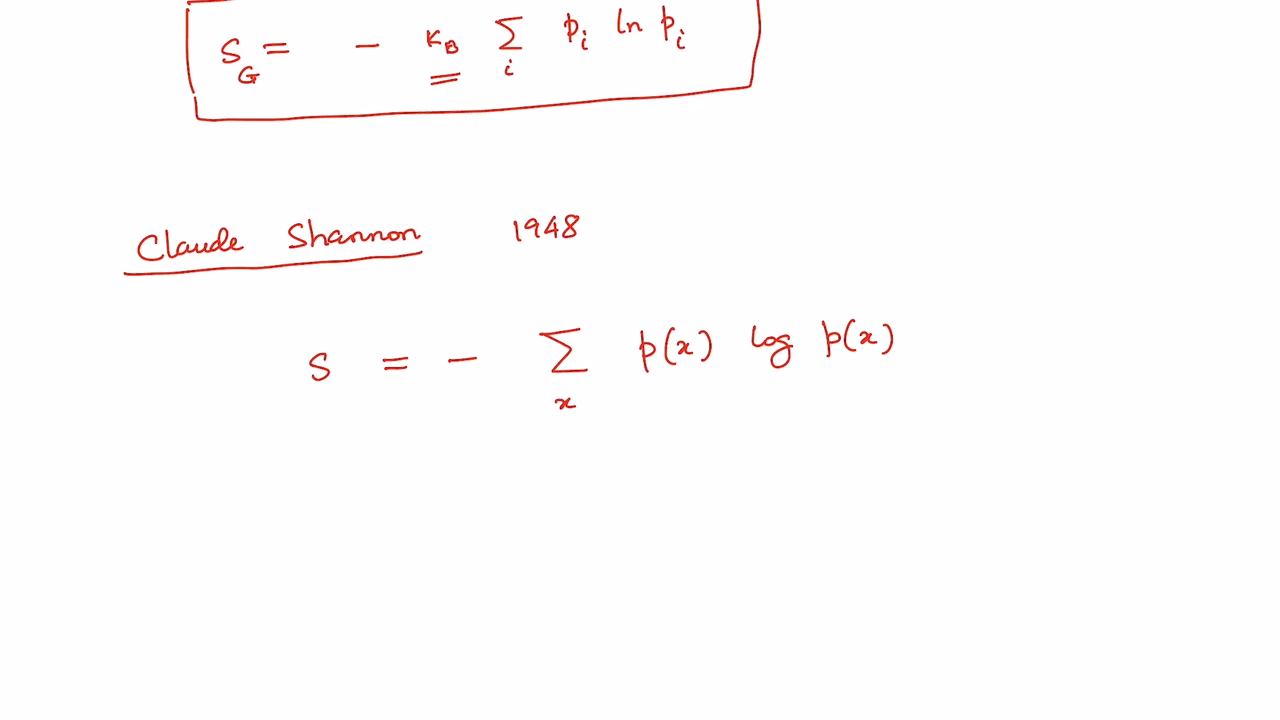 S_G = - K_B Σ_i p_i ln p_i
Claude Shannon 1948
S = - Σ_x p(x) log p(x)